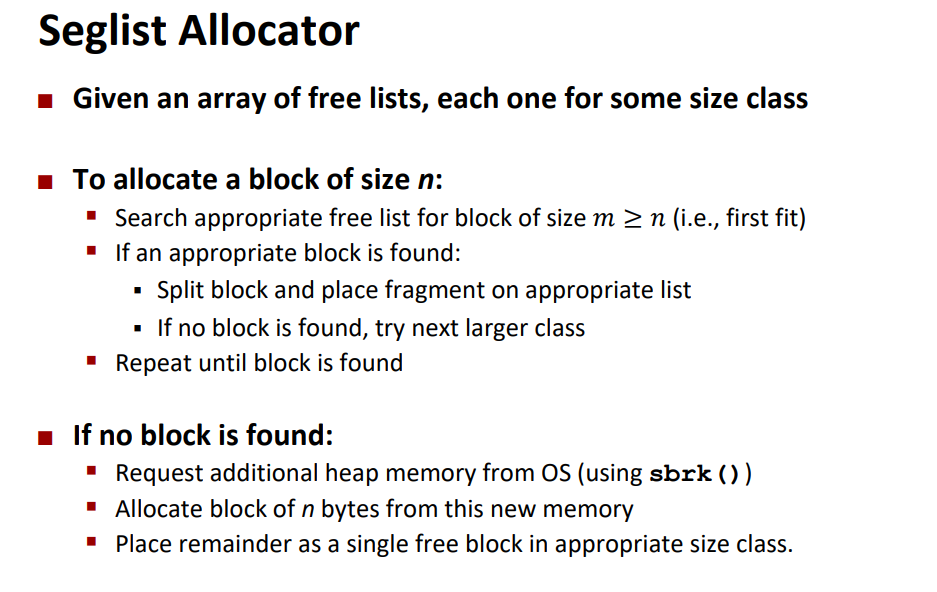 Seglist Allocator
Given an array of free lists, each one for some size class
To allocate a block of size n:
Search appropriate free list for block of size m ≥ n (i.e., first fit)
If an appropriate block is found:
Split block and place fragment on appropriate list
If no block is found, try next larger class
Repeat until block is found
If no block is found:
Request additional heap memory from OS (using sbrk())
Allocate block of n bytes from this new memory
Place remainder as a single free block in appropriate size class.